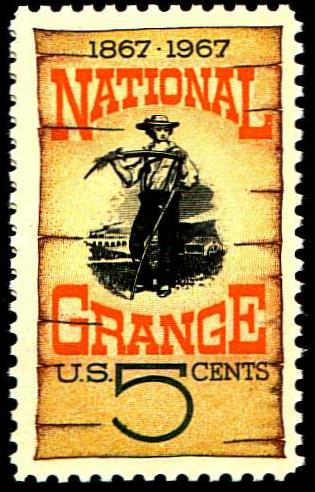 1867·1967
NATIONAL
GRANGE
U.S. 5 CENTS